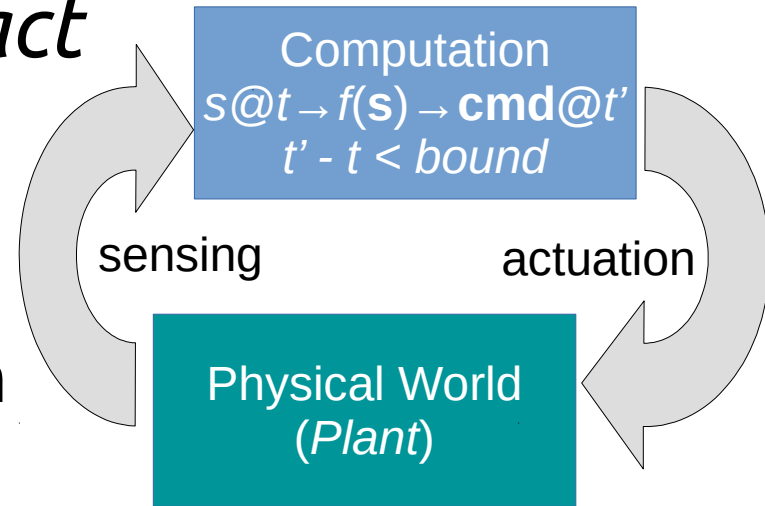 act
Computation
s@t→f(s)→cmd@t’
t’ - t < bound
sensing
actuation
Physical World
(Plant)